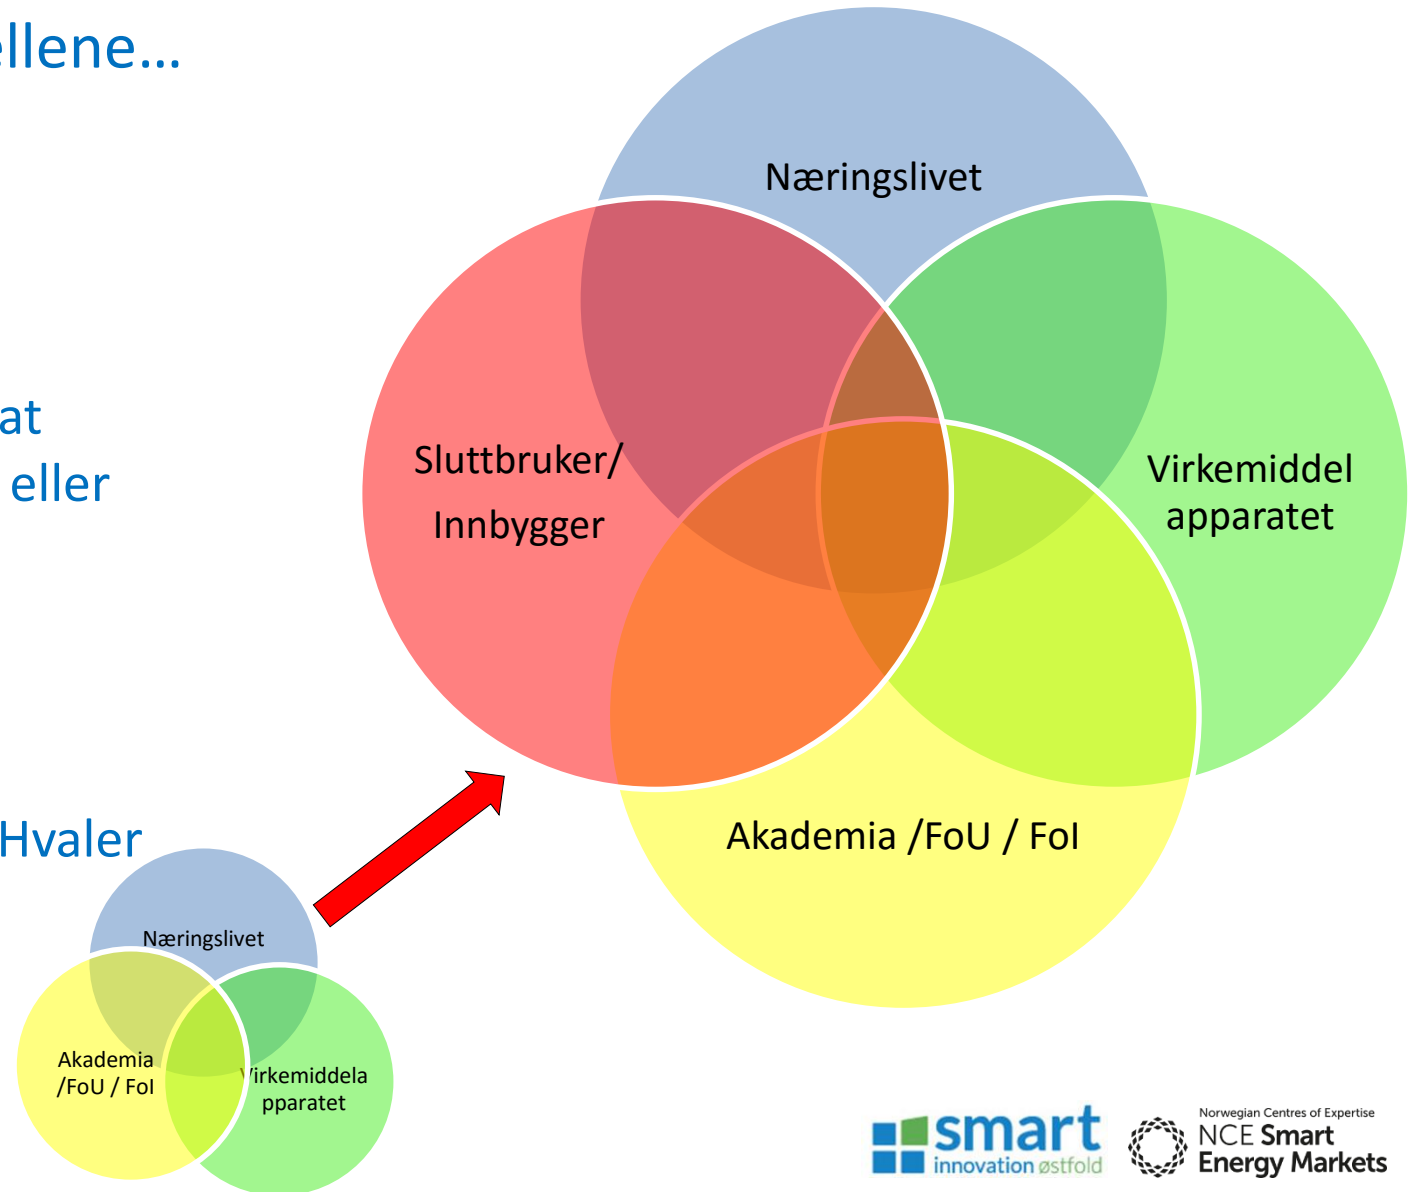 ellene…
Næringslivet
at
eller
Sluttbruker/
Innbygger
Virkemiddel
apparatet
Hvaler
Akademia /FoU / FoI
Næringslivet
Akademia
/FoU / FoI
Virkemiddela
pparatet
smart
innovation østfold
Norwegian Centres of Expertise
NCE Smart
Energy Markets